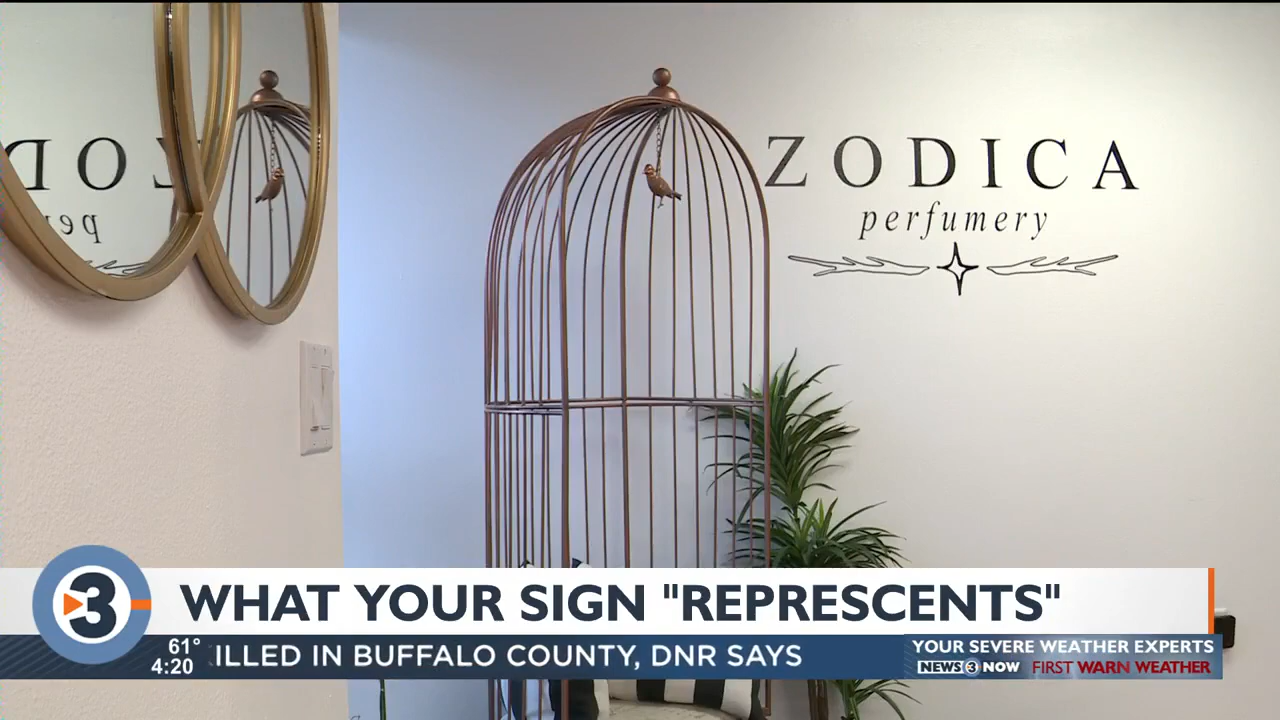 ZODICA
perfumery
WHAT YOUR SIGN "REPRESCENTS"
3
61°
4:20
ILLED IN BUFFALO COUNTY, DNR SAYS
YOUR SEVERE WEATHER EXPERTS
NEWS 3 NOW FIRST WARN WEATHER